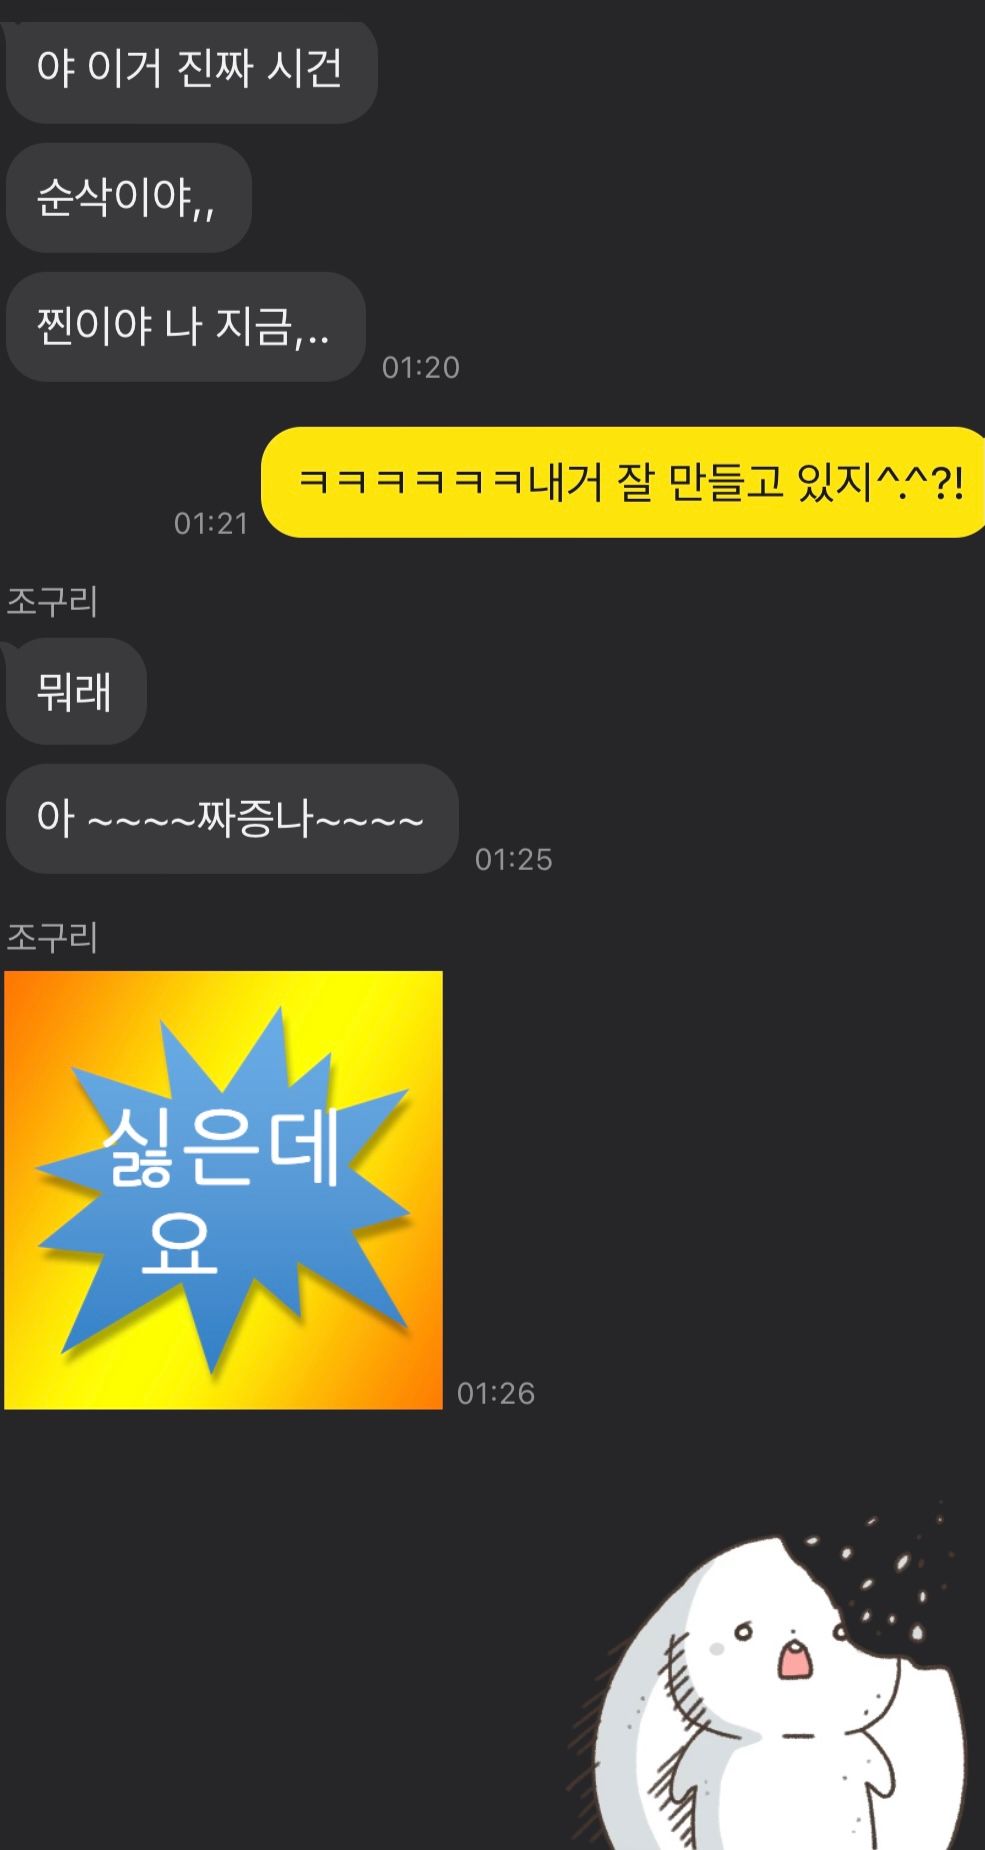 야 이거 진짜 시건
순삭이야,,
찐이야 나 지금,..
01:20
ㅋㅋㅋㅋㅋㅋ내거 잘 만들고 있지^.^?!
01:21
조구리
뭐래
아 ~~~~짜증나~~~~
01:25
조구리
싫은데
요
01:26